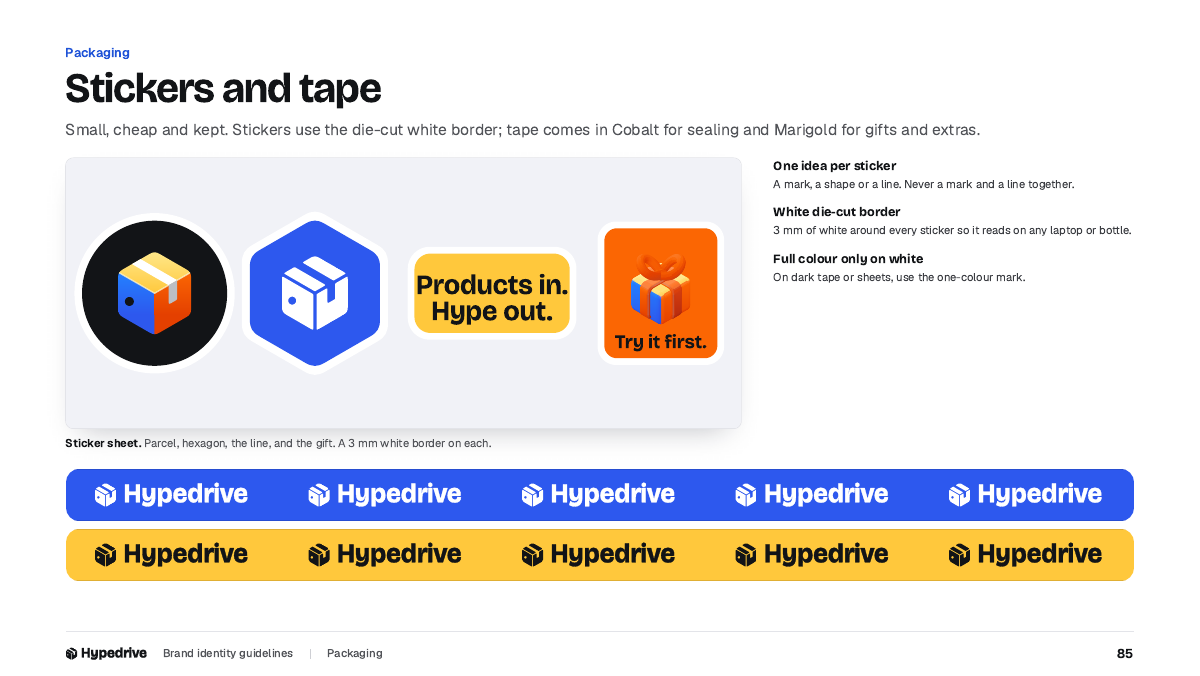 Packaging
Stickers and tape
Small, cheap and kept. Stickers use the die-cut white border; tape comes in Cobalt for sealing and Marigold for gifts and extras.
Products in.
Hype out.
Try it first.
One idea per sticker
A mark, a shape or a line. Never a mark and a line together.
White die-cut border
3 mm of white around every sticker so it reads on any laptop or bottle.
Full colour only on white
On dark tape or sheets, use the one-colour mark.
Sticker sheet. Parcel, hexagon, the line, and the gift. A 3 mm white border on each.
Hypedrive Hypedrive Hypedrive Hypedrive Hypedrive
Hypedrive Hypedrive Hypedrive Hypedrive Hypedrive
Hypedrive Brand identity guidelines | Packaging 85